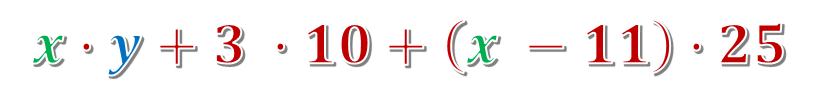 x · y + 3 · 10 + (x − 11) · 25